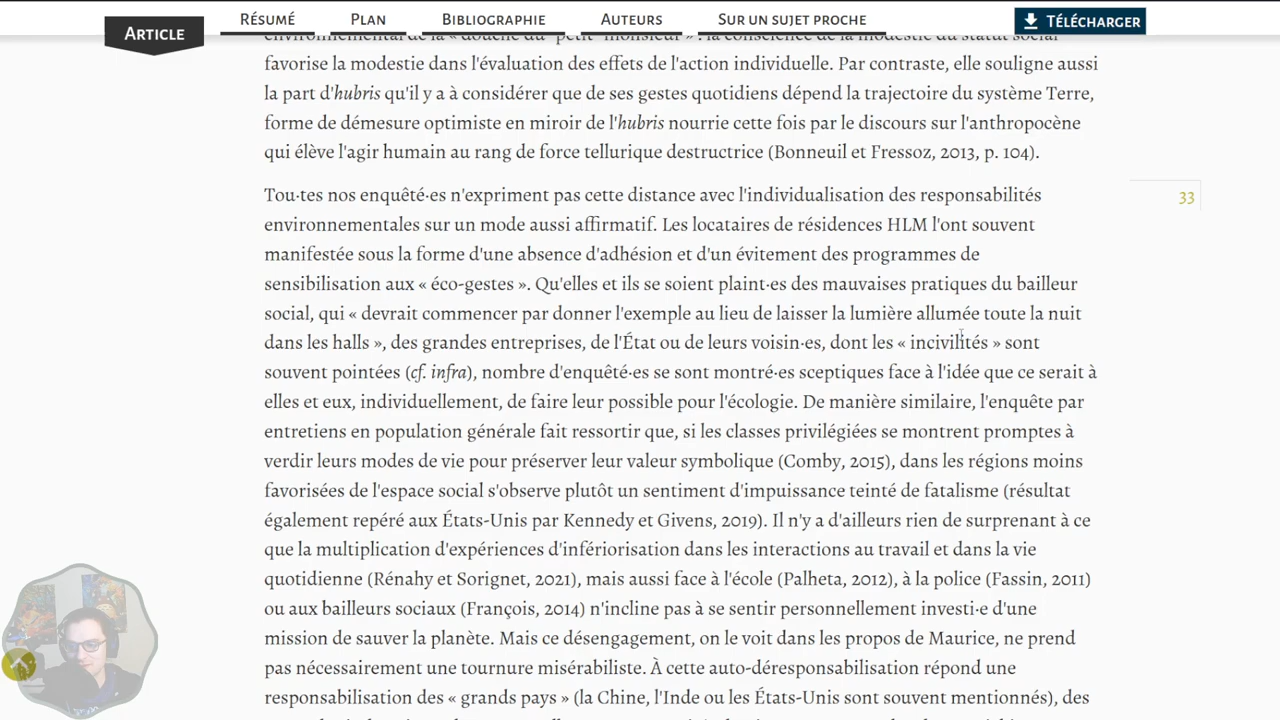 ARTICLE
RÉSUMÉ
PLAN
BIBLIOGRAPHIE
AUTEURS
SUR UN SUJET PROCHE
TÉLÉCHARGER
environnemental de la « douche du "petit" monsieur » : la conscience de la modestie du statut social
favorise la modestie dans l'évaluation des effets de l'action individuelle. Par contraste, elle souligne aussi
la part d'hubris qu'il y a à considérer que de ses gestes quotidiens dépend la trajectoire du système Terre,
forme de démesure optimiste en miroir de l'hubris nourrie cette fois par le discours sur l'anthropocène
qui élève l'agir humain au rang de force tellurique destructrice (Bonneuil et Fressoz, 2013, p. 104).
Tou·tes nos enquêté·es n'expriment pas cette distance avec l'individualisation des responsabilités
33
environnementales sur un mode aussi affirmatif. Les locataires de résidences HLM l'ont souvent
manifestée sous la forme d'une absence d'adhésion et d'un évitement des programmes de
sensibilisation aux « éco-gestes ». Qu'elles et ils se soient plaint·es des mauvaises pratiques du bailleur
social, qui « devrait commencer par donner l'exemple au lieu de laisser la lumière allumée toute la nuit
dans les halls », des grandes entreprises, de l'État ou de leurs voisin·es, dont les « incivilités » sont
souvent pointées (cf. infra), nombre d'enquêté·es se sont montré·es sceptiques face à l'idée que ce serait à
elles et eux, individuellement, de faire leur possible pour l'écologie. De manière similaire, l'enquête par
entretiens en population générale fait ressortir que, si les classes privilégiées se montrent promptes à
verdir leurs modes de vie pour préserver leur valeur symbolique (Comby, 2015), dans les régions moins
favorisées de l'espace social s'observe plutôt un sentiment d'impuissance teinté de fatalisme (résultat
également repéré aux États-Unis par Kennedy et Givens, 2019). Il n'y a d'ailleurs rien de surprenant à ce
que la multiplication d'expériences d'infériorisation dans les interactions au travail et dans la vie
quotidienne (Rénahy et Sorignet, 2021), mais aussi face à l'école (Palheta, 2012), à la police (Fassin, 2011)
ou aux bailleurs sociaux (François, 2014) n'incline pas à se sentir personnellement investi·e d'une
mission de sauver la planète. Mais ce désengagement, on le voit dans les propos de Maurice, ne prend
pas nécessairement une tournure misérabiliste. À cette auto-déresponsabilisation répond une
responsabilisation des « grands pays » (la Chine, l'Inde ou les États-Unis sont souvent mentionnés), des